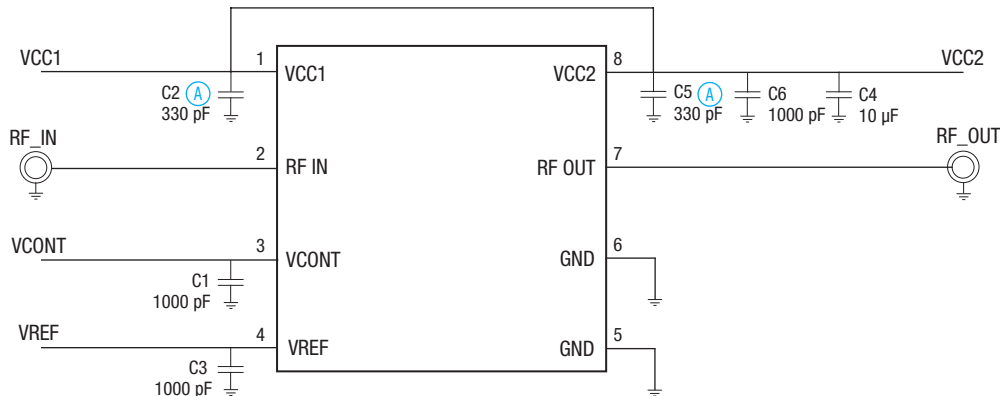 VCC1
1
VCC1
C2 A
330 pF
RF_IN
2
RF IN
VCONT
3
VCONT
C1
1000 pF
VREF
4
VREF
C3
1000 pF
8
VCC2
VCC2
C5 A
330 pF
C6
1000 pF
C4
10 µF
RF_OUT
7
RF OUT
6
GND
5
GND